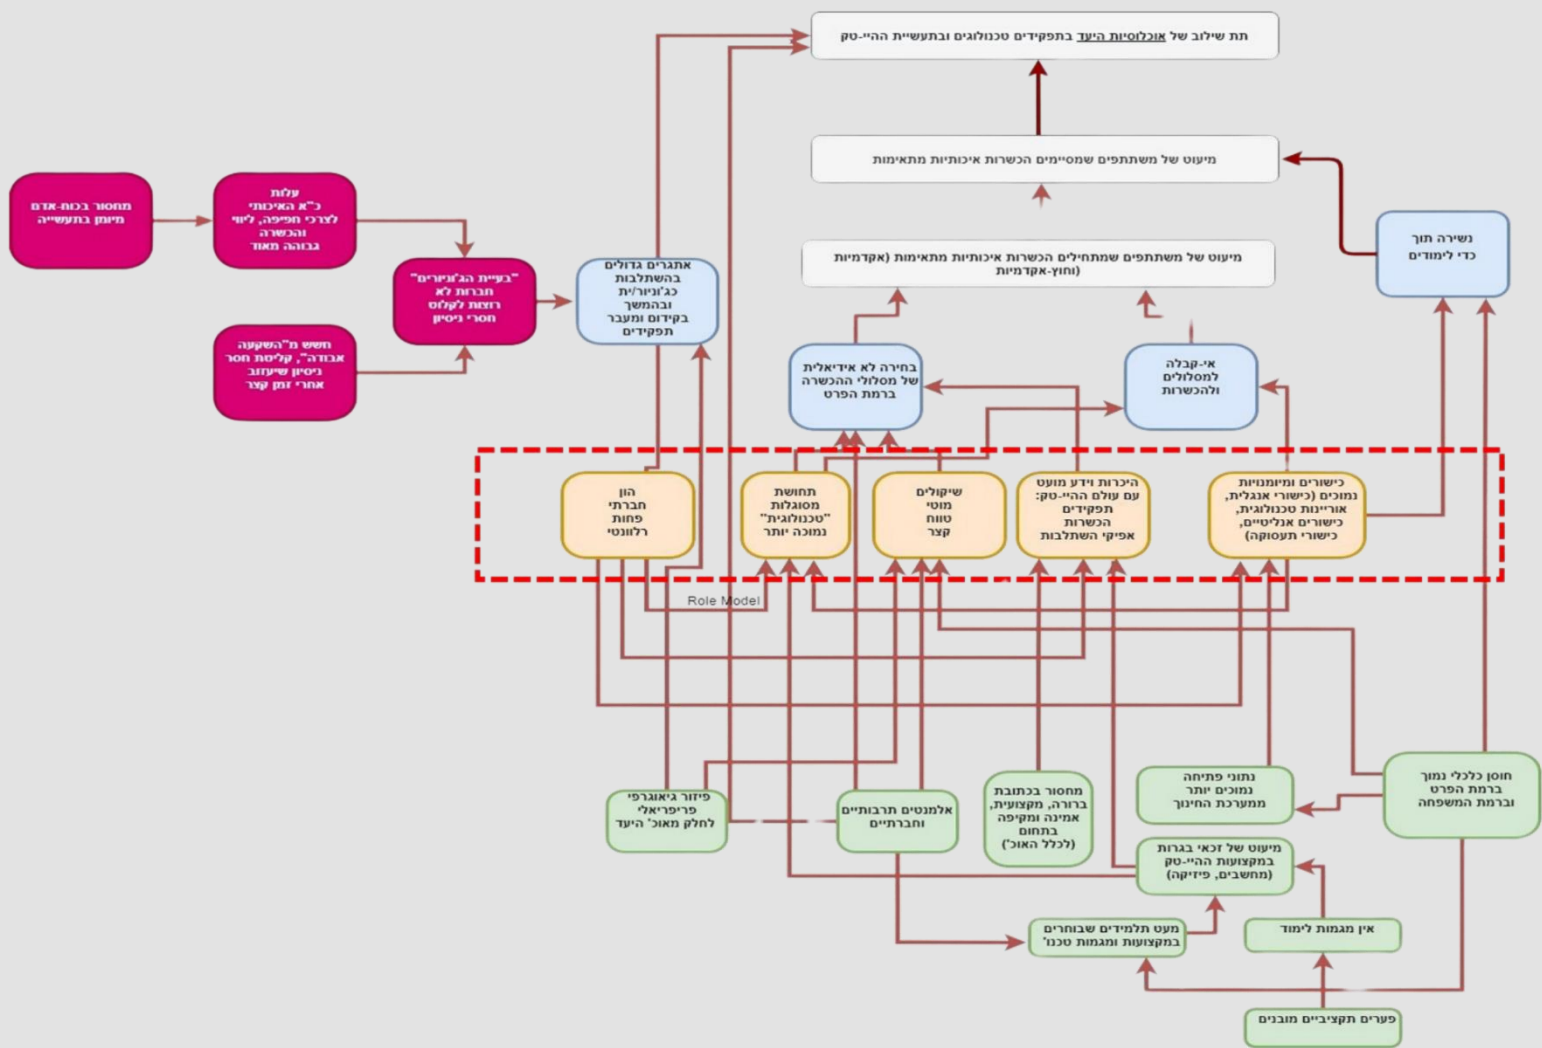 תת שילוב של אוכלוסיות היעד בתפקידים טכנולוגים ובתעשיית ההיי-טק
מיעוט של משתתפים שמסיימים הכשרות איכותיות מתאימות
מיעוט של משתתפים שמתחילים הכשרות איכותיות מתאימות (אקדמיות
וחוץ-אקדמיות)
נשירה תוך
כדי לימודים
מחסור בכוח-אדם
מיומן בתעשייה
עלות
כ"א האיכותי
לצרכי חפיפה, ליווי
והכשרה
גבוהה מאוד
"בעיית הג'וניורים"
חברות לא
רוצות לקלוט
חסרי ניסיון
חשש מ"השקעה
אבודה", קליטת חסר
ניסיון שיעזוב
אחרי זמן קצר
אתגרים גדולים
בהשתלבות
כג'וניור/ית
ובהמשך
בקידום ומעבר
תפקידים
בחירה לא אידיאלית
של מסלולי ההכשרה
ברמת הפרט
אי-קבלה
למסלולים
ולהכשרות
כישורים ומיומנויות
נמוכים (כישורי אנגלית,
אוריינות טכנולוגית,
כישורים אנליטיים,
כישורי תעסוקה)
היכרות וידע מועט
עם עולם ההיי-טק:
תפקידים
הכשרות
אפיקי השתלבות
שיקולים
מוטי
טווח
קצר
תחושת
מסוגלות
"טכנולוגית"
נמוכה יותר
הון
חברתי
פחות
רלוונטי
Role Model
חוסן כלכלי נמוך
ברמת הפרט
וברמת המשפחה
נתוני פתיחה
נמוכים יותר
ממערכת החינוך
מחסור בכתובת
ברורה, מקצועית,
אמינה ומקיפה
בתחום
(לכלל האוכ')
אלמנטים תרבותיים
וחברתיים
פיזור גיאוגרפי
פריפריאלי
לחלק מאוכ' היעד
מיעוט של זכאי בגרות
במקצועות ההיי-טק
(מחשבים, פיזיקה)
אין מגמות לימוד
מעט תלמידים שבוחרים
במקצועות ומגמות טכנו'
פערים תקציביים מובנים